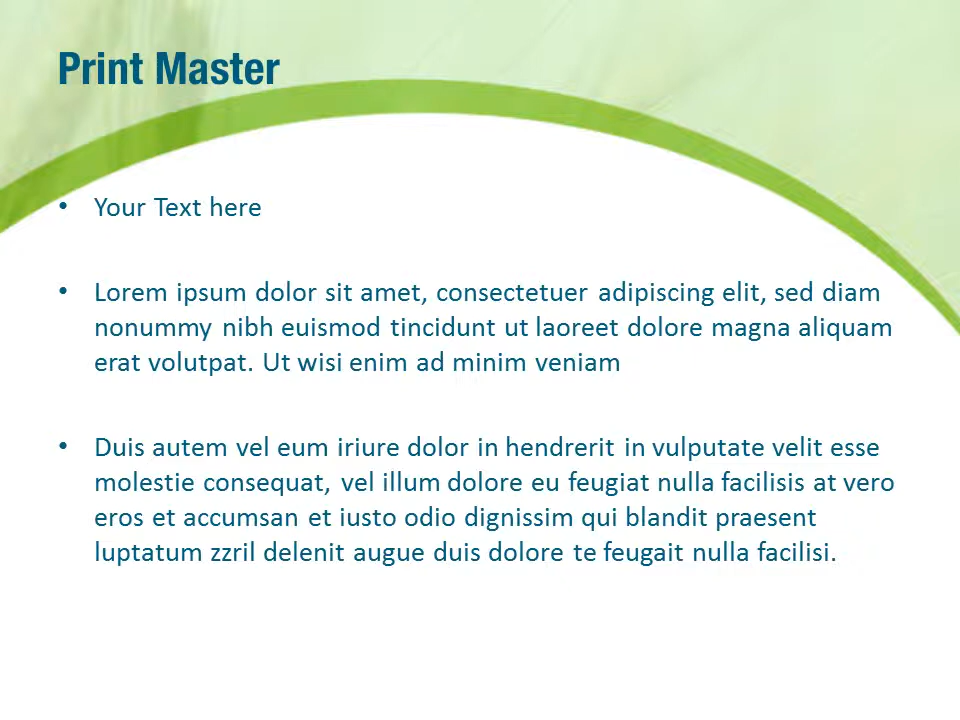 Print Master
• Your Text here
• Lorem ipsum dolor sit amet, consectetuer adipiscing elit, sed diam
nonummy nibh euismod tincidunt ut laoreet dolore magna aliquam
erat volutpat. Ut wisi enim ad minim veniam
• Duis autem vel eum iriure dolor in hendrerit in vulputate velit esse
molestie consequat, vel illum dolore eu feugiat nulla facilisis at vero
eros et accumsan et iusto odio dignissim qui blandit praesent
luptatum zzril delenit augue duis dolore te feugait nulla facilisi.